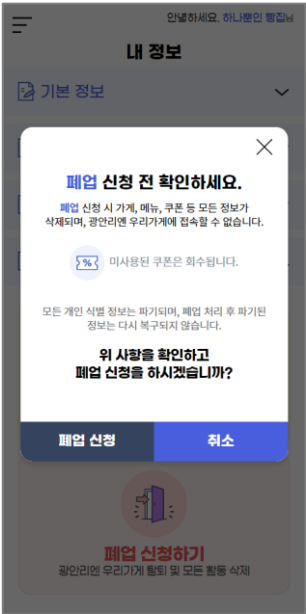 안녕하세요, 하나뿐인 빵집님
내 정보
기본 정보
폐업 신청 전 확인하세요.
폐업 신청 시 가게, 메뉴, 쿠폰 등 모든 정보가
삭제되며, 광안리엔 우리가게에 접속할 수 없습니다.
미사용된 쿠폰은 회수됩니다.
모든 개인 식별 정보는 파기되며, 폐업 처리 후 파기된
정보는 다시 복구되지 않습니다.
위 사항을 확인하고
폐업 신청을 하시겠습니까?
폐업 신청 취소
폐업 신청하기
광안리엔 우리가게 탈퇴 및 모든 활동 삭제